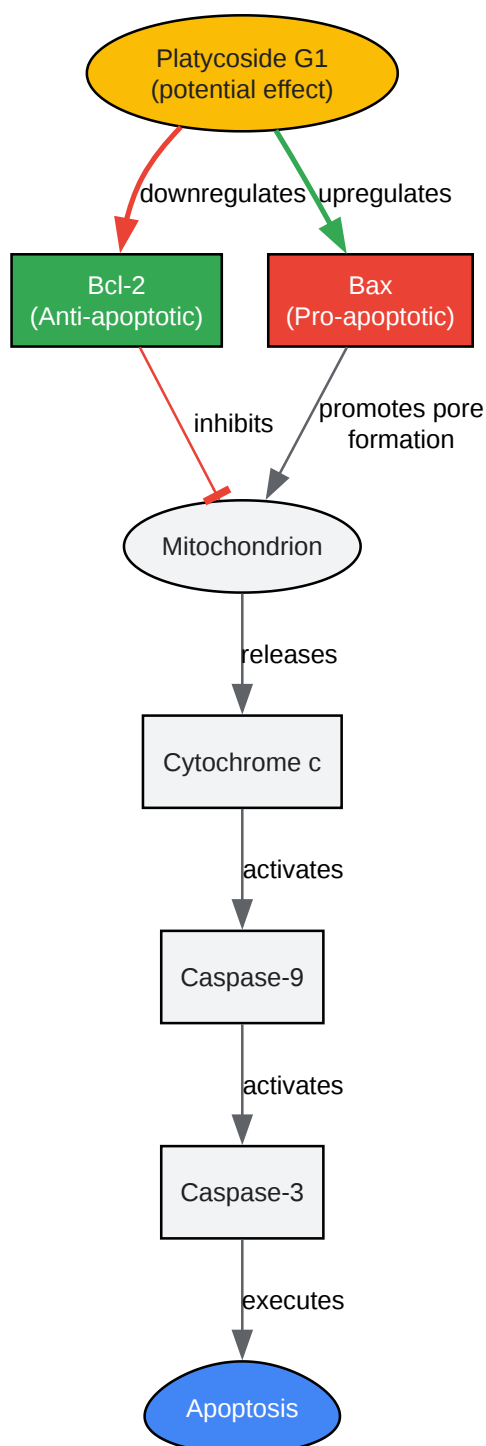 Platycoside G1
(potential effect)
downregulates
upregulates
Bcl-2
(Anti-apoptotic)
Bax
(Pro-apoptotic)
inhibits
promotes pore
formation
Mitochondrion
releases
Cytochrome c
activates
Caspase-9
activates
Caspase-3
executes
Apoptosis